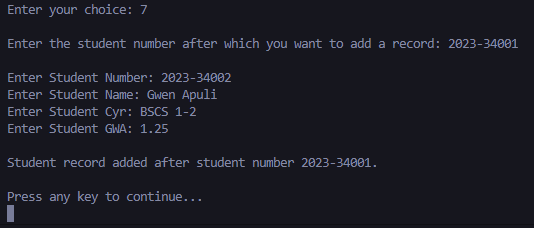 Enter your choice: 7
Enter the student number after which you want to add a record: 2023-34001
Enter Student Number: 2023-34002
Enter Student Name: Gwen Apuli
Enter Student Cyr: BSCS 1-2
Enter Student GWA: 1.25
Student record added after student number 2023-34001.
Press any key to continue...